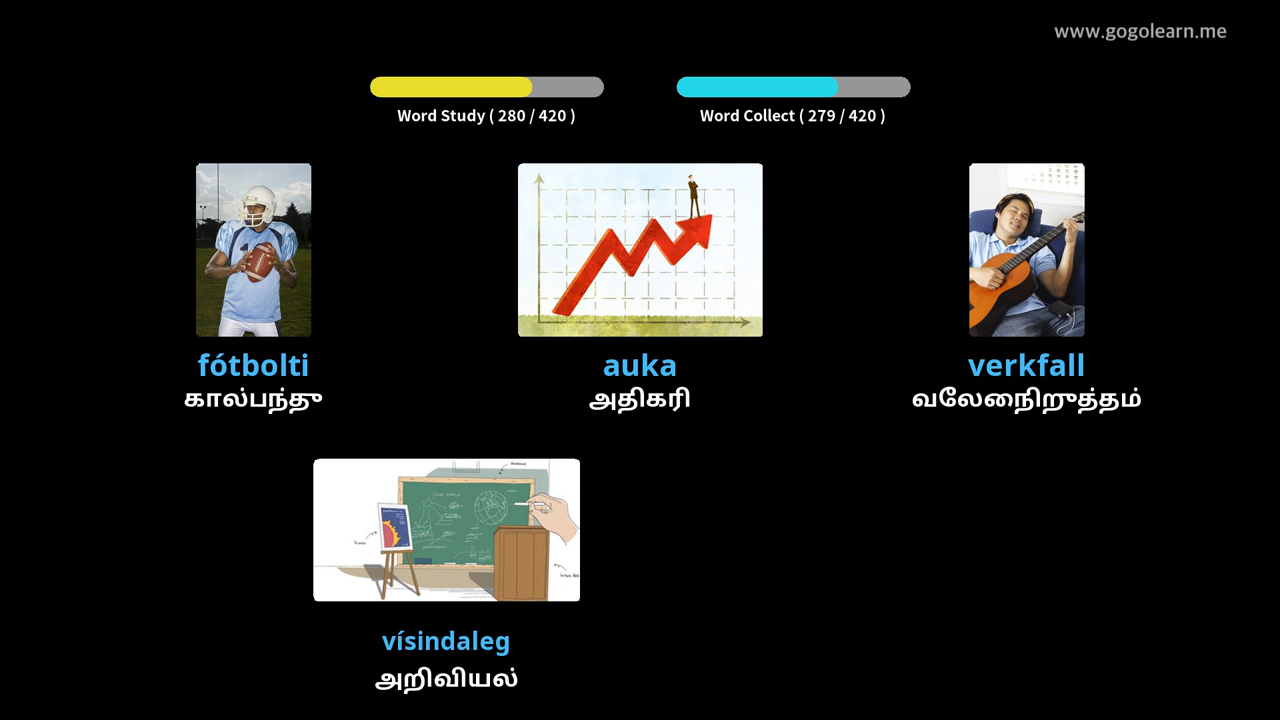 www.gogolearn.me
Word Study ( 280 / 420 )
Word Collect ( 279 / 420 )
fótbolti
auka
verkfall
கால்பந்து
அதிகரி
வலேநைிறுத்தம்
vísindaleg
அறிவியல்